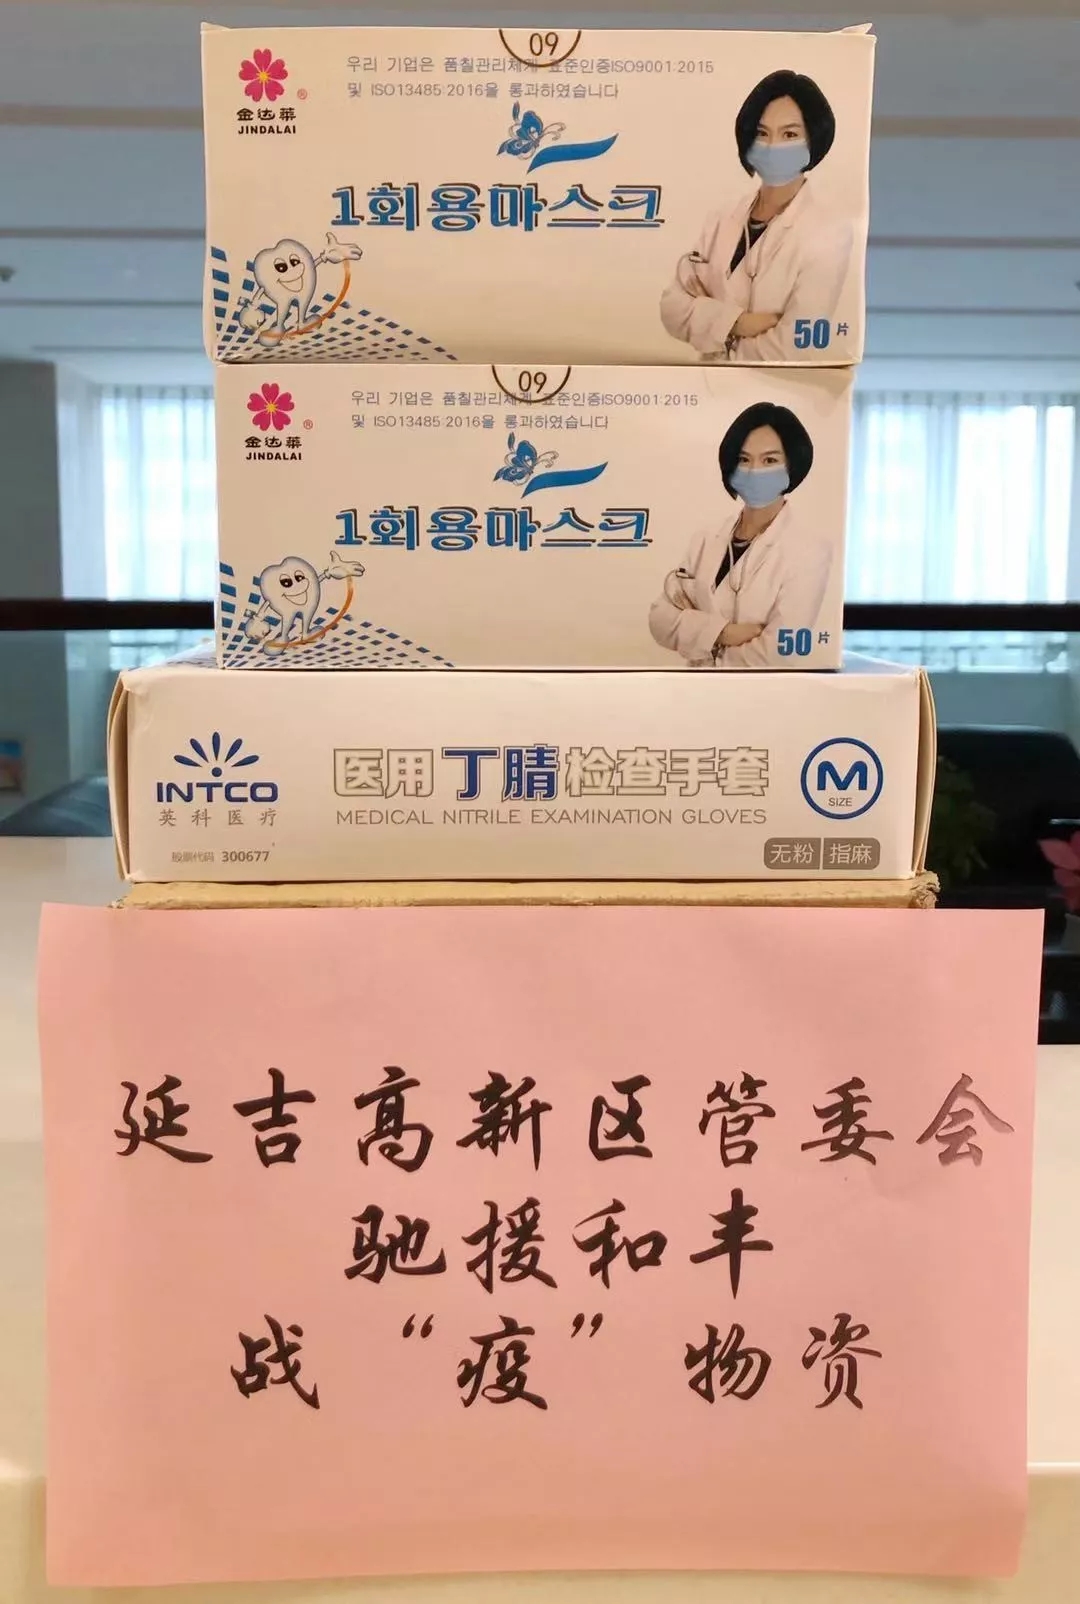 09
金达莱®
JINDALAI
우리 기업은 품칠관리체계 표준인증ISO9001:2015
및 ISO13485:2016을 통과하였습니다
1회용마스크
50片
09
金达莱®
JINDALAI
우리 기업은 품칠관리체계 표준인증ISO9001:2015
및 ISO13485:2016을 통과하였습니다
1회용마스크
50片
INTCO
英科医疗
股票代码 300677
医用丁腈检查手套
MEDICAL NITRILE EXAMINATION GLOVES
M
SIZE
无粉 指麻
延吉高新区管委会
驰援和丰
战“疫”物资